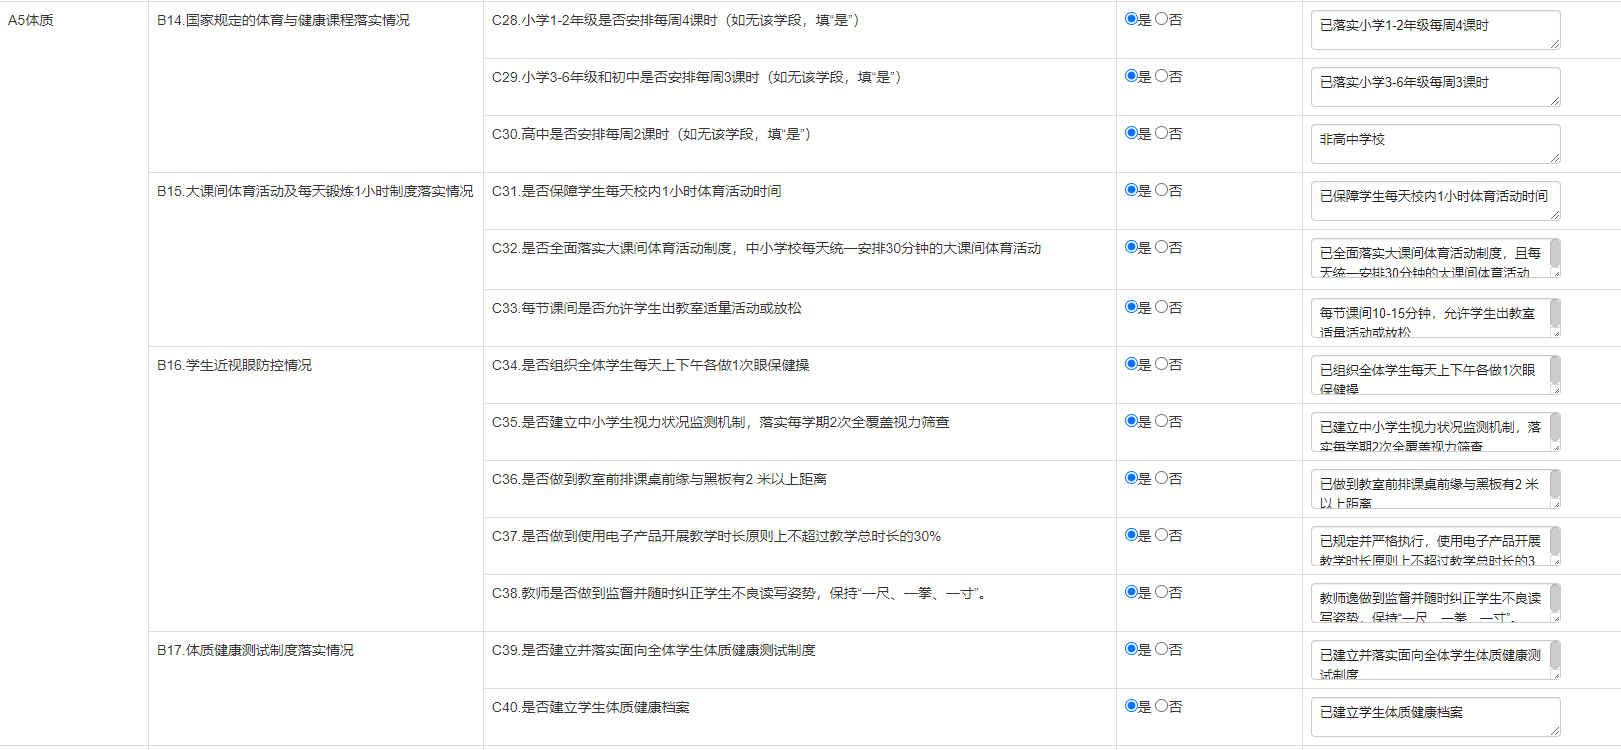 A5体质
B14.国家规定的体育与健康课程落实情况
C28.小学1-2年级是否安排每周4课时（如无该学段，填“是”）
是 否
已落实小学1-2年级每周4课时
C29.小学3-6年级和初中是否安排每周3课时（如无该学段，填“是”）
是 否
已落实小学3-6年级每周3课时
C30.高中是否安排每周2课时（如无该学段，填“是”）
是 否
非高中学校
B15.大课间体育活动及每天锻炼1小时制度落实情况
C31.是否保障学生每天校内1小时体育活动时间
是 否
已保障学生每天校内1小时体育活动时间
C32.是否全面落实大课间体育活动制度，中小学校每天统一安排30分钟的大课间体育活动
是 否
已全面落实大课间体育活动制度，且每
天统一安排30分钟的大课间体育活动
C33.每节课间是否允许学生出教室适量活动或放松
是 否
每节课间10-15分钟，允许学生出教室
适量活动或放松
B16.学生近视眼防控情况
C34.是否组织全体学生每天上下午各做1次眼保健操
是 否
已组织全体学生每天上下午各做1次眼
保健操
C35.是否建立中小学生视力状况监测机制，落实每学期2次全覆盖视力筛查
是 否
已建立中小学生视力状况监测机制，落
实每学期2次全覆盖视力筛查
C36.是否做到教室前排课桌前缘与黑板有2 米以上距离
是 否
已做到教室前排课桌前缘与黑板有2 米
以上距离
C37.是否做到使用电子产品开展教学时长原则上不超过教学总时长的30%
是 否
已规定并严格执行，使用电子产品开展
教学时长原则上不超过教学总时长的3
C38.教师是否做到监督并随时纠正学生不良读写姿势，保持“一尺、一拳、一寸”。
是 否
教师逸做到监督并随时纠正学生不良读
写姿势，保持“一尺、一拳、一寸”。
B17.体质健康测试制度落实情况
C39.是否建立并落实面向全体学生体质健康测试制度
是 否
已建立并落实面向全体学生体质健康测
试制度
C40.是否建立学生体质健康档案
是 否
已建立学生体质健康档案